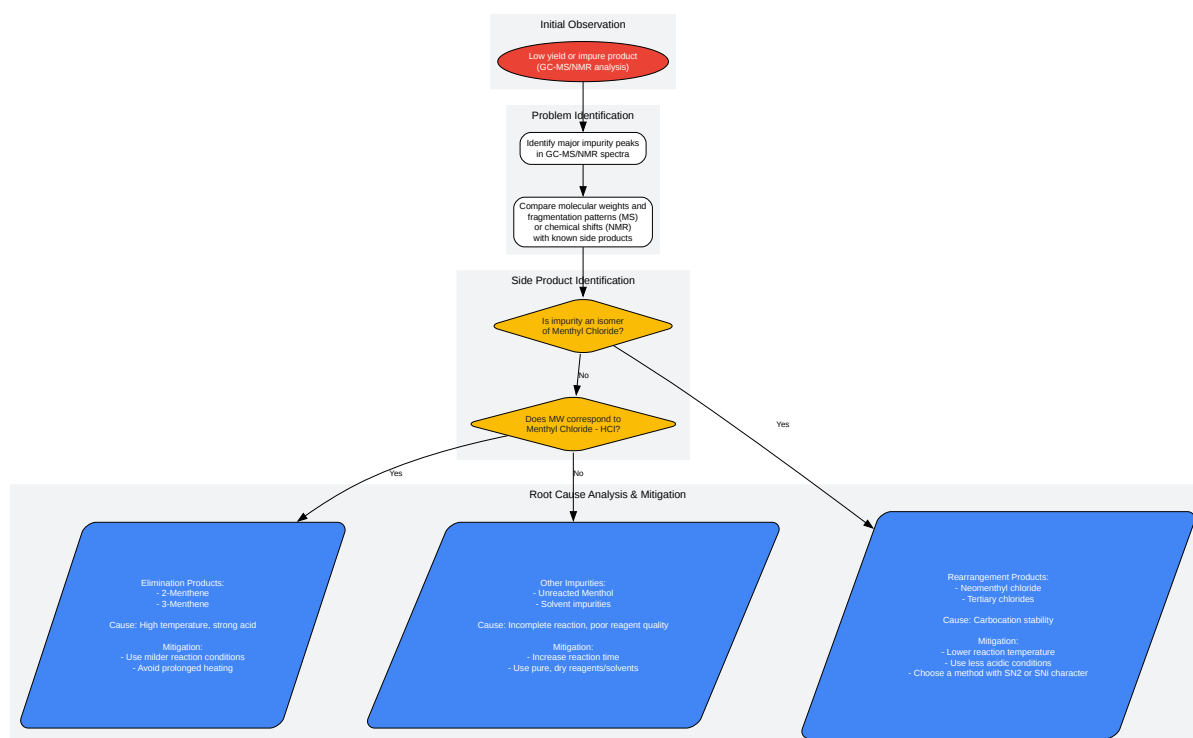 Initial Observation
Low yield or impure product
(GC-MS/NMR analysis)
Problem Identification
Identify major impurity peaks
in GC-MS/NMR spectra
Compare molecular weights and
fragmentation patterns (MS)
or chemical shifts (NMR)
with known side products
Side Product Identification
Is impurity an isomer
of Menthyl Chloride?
No
Does MW correspond to
Menthyl Chloride - HCl?
Yes
Yes
No
Root Cause Analysis & Mitigation
Elimination Products:
- 2-Menthene
- 3-Menthene
Cause: High temperature, strong acid
Mitigation:
- Use milder reaction conditions
- Avoid prolonged heating
Other Impurities:
- Unreacted Menthol
- Solvent impurities
Cause: Incomplete reaction, poor reagent quality
Mitigation:
- Increase reaction time
- Use pure, dry reagents/solvents
Rearrangement Products:
- Neomenthyl chloride
- Tertiary chlorides
Cause: Carbocation stability
Mitigation:
- Lower reaction temperature
- Use less acidic conditions
- Choose a method with SN2 or SNi character